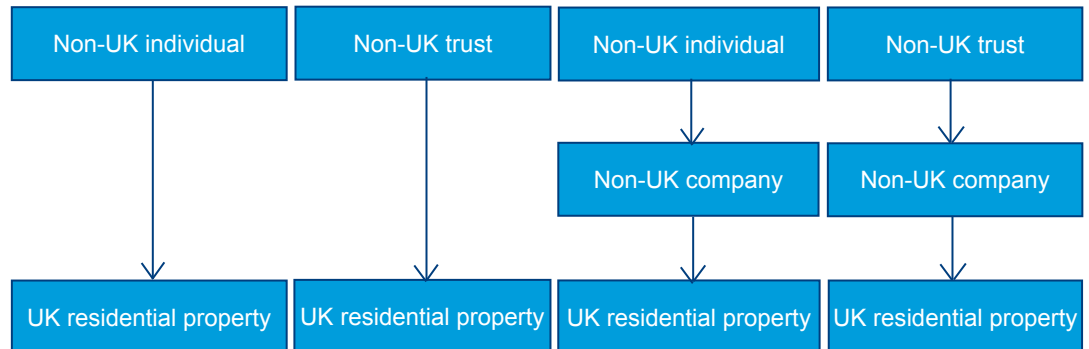 Non-UK individual
Non-UK trust
Non-UK individual
Non-UK trust
Non-UK company
Non-UK company
UK residential property
UK residential property
UK residential property
UK residential property